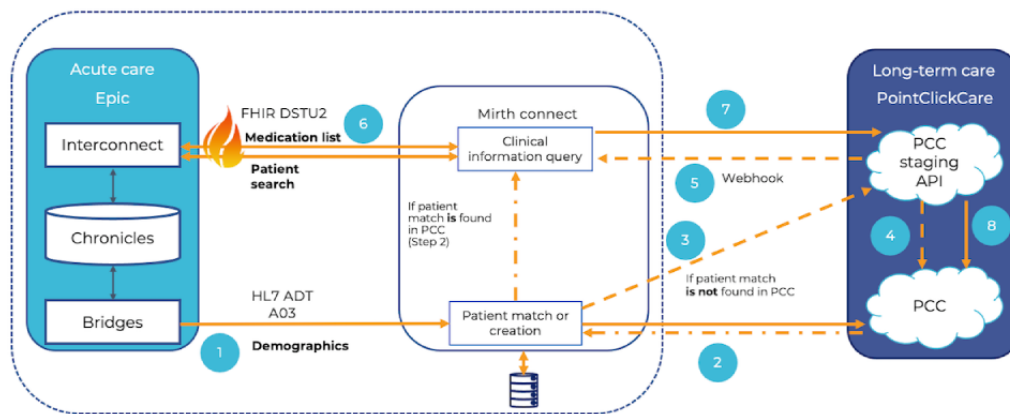 Acute care
Epic
Interconnect
Chronicles
Bridges
FHIR DSTU2
Medication list
6
Patient
search
HL7 ADT
A03
1
Demographics
Mirth connect
Clinical
information query
If patient
match is found
in PCC
(Step 2)
Patient match or
creation
7
5
Webhook
3
If patient match
is not found in PCC
2
Long-term care
PointClickCare
PCC
staging
API
4
8
PCC